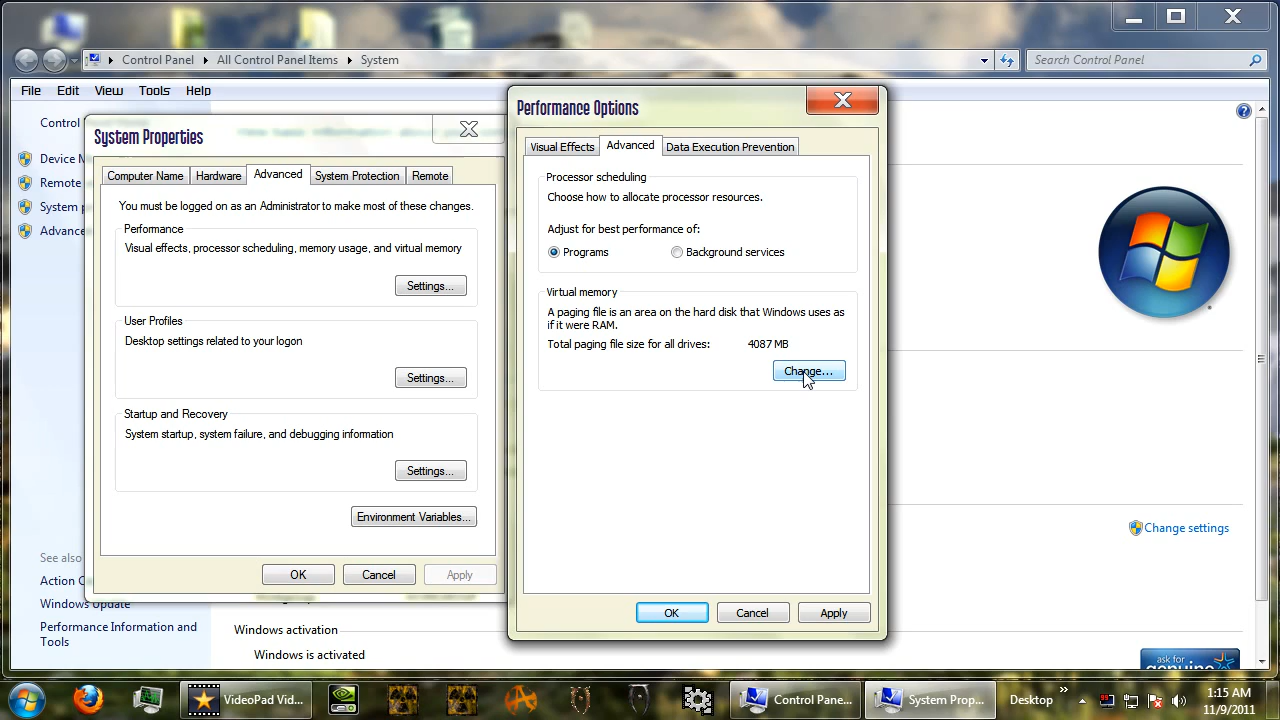 Control Panel
All Control Panel Items
System
Search Control Panel
File
Edit
View
Tools
Help
Control
Device M
Remote
System p
Advanc
System Properties
Computer Name
Hardware
Advanced
System Protection
Remote
You must be logged on as an Administrator to make most of these changes.
Performance
Visual effects, processor scheduling, memory usage, and virtual memory
Settings...
User Profiles
Desktop settings related to your logon
Settings...
Startup and Recovery
System startup, system failure, and debugging information
Settings...
Environment Variables...
OK
Cancel
Apply
Performance Options
Visual Effects
Advanced
Data Execution Prevention
Processor scheduling
Choose how to allocate processor resources.
Adjust for best performance of:
Programs
Background services
Virtual memory
A paging file is an area on the hard disk that Windows uses as
if it were RAM.
Total paging file size for all drives:
4087 MB
Change...
OK
Cancel
Apply
Change settings
See also
Action C
Windows Update
Performance Information and
Tools
Windows activation
Windows is activated
ask for
genuine
VideoPad Vid...
Control Pane...
System Prop...
Desktop
1:15 AM
11/9/2011